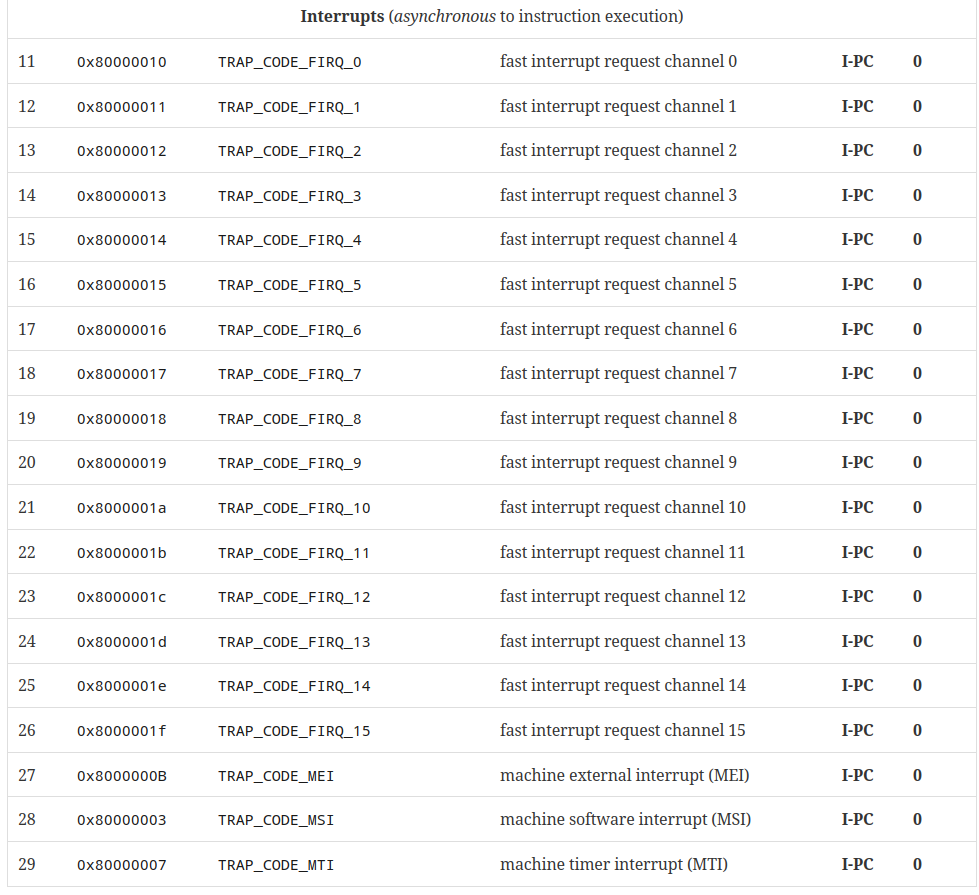 Interrupts (asynchronous to instruction execution)
11 0x80000010 TRAP_CODE_FIRQ_0 fast interrupt request channel 0 I-PC 0
12 0x80000011 TRAP_CODE_FIRQ_1 fast interrupt request channel 1 I-PC 0
13 0x80000012 TRAP_CODE_FIRQ_2 fast interrupt request channel 2 I-PC 0
14 0x80000013 TRAP_CODE_FIRQ_3 fast interrupt request channel 3 I-PC 0
15 0x80000014 TRAP_CODE_FIRQ_4 fast interrupt request channel 4 I-PC 0
16 0x80000015 TRAP_CODE_FIRQ_5 fast interrupt request channel 5 I-PC 0
17 0x80000016 TRAP_CODE_FIRQ_6 fast interrupt request channel 6 I-PC 0
18 0x80000017 TRAP_CODE_FIRQ_7 fast interrupt request channel 7 I-PC 0
19 0x80000018 TRAP_CODE_FIRQ_8 fast interrupt request channel 8 I-PC 0
20 0x80000019 TRAP_CODE_FIRQ_9 fast interrupt request channel 9 I-PC 0
21 0x8000001a TRAP_CODE_FIRQ_10 fast interrupt request channel 10 I-PC 0
22 0x8000001b TRAP_CODE_FIRQ_11 fast interrupt request channel 11 I-PC 0
23 0x8000001c TRAP_CODE_FIRQ_12 fast interrupt request channel 12 I-PC 0
24 0x8000001d TRAP_CODE_FIRQ_13 fast interrupt request channel 13 I-PC 0
25 0x8000001e TRAP_CODE_FIRQ_14 fast interrupt request channel 14 I-PC 0
26 0x8000001f TRAP_CODE_FIRQ_15 fast interrupt request channel 15 I-PC 0
27 0x8000000B TRAP_CODE_MEI machine external interrupt (MEI) I-PC 0
28 0x80000003 TRAP_CODE_MSI machine software interrupt (MSI) I-PC 0
29 0x80000007 TRAP_CODE_MTI machine timer interrupt (MTI) I-PC 0